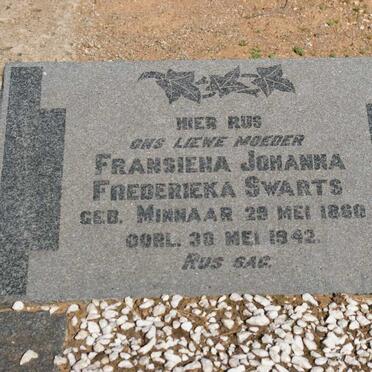 HIER RUS
ONS LIEWE MOEDER
FRANSIENA JOHANNA
FREDERIEKA SWARTS
GEB. MINNAAR 29 MEI 1860
OORL. 30 MEI 1942.
RUS SAG.